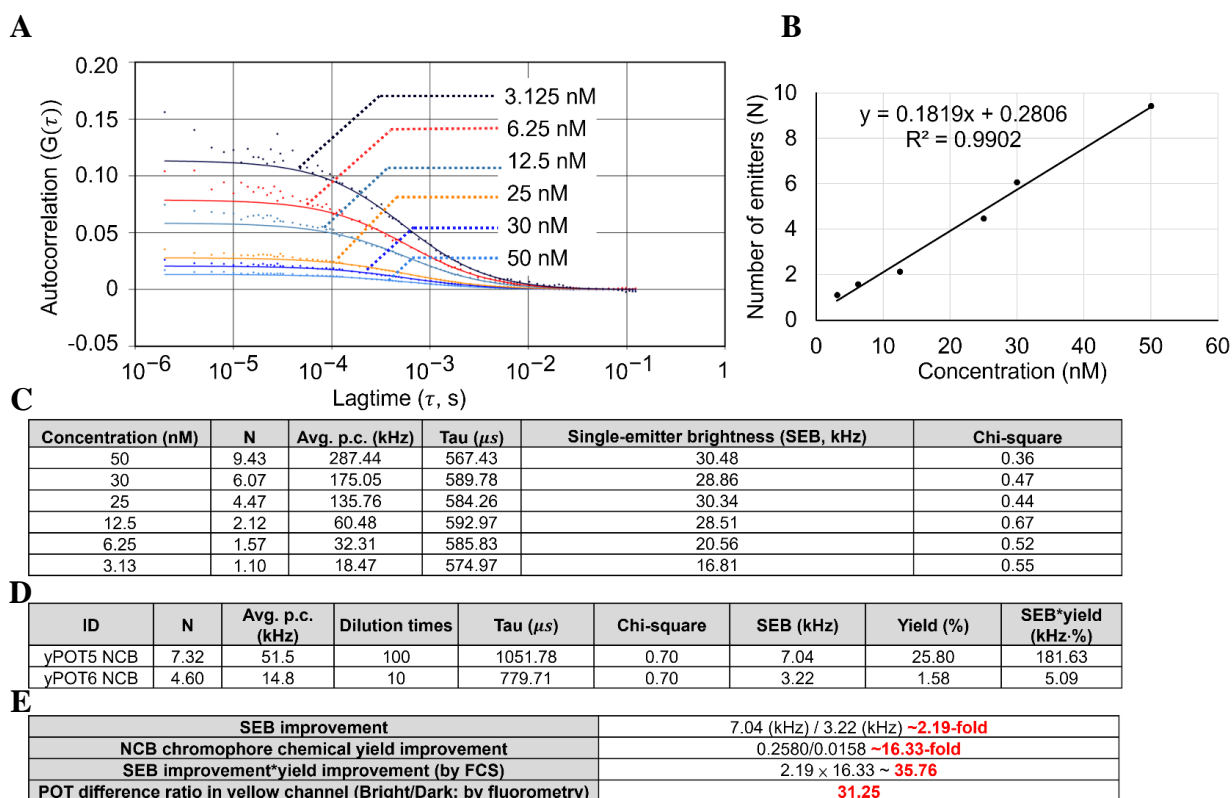 A
B
Autocorrelation (G(τ))
0.20
0.15
0.10
0.05
0
-0.05
3.125 nM
6.25 nM
12.5 nM
25 nM
30 nM
50 nM
10⁻⁶ 10⁻⁵ 10⁻⁴ 10⁻³ 10⁻² 10⁻¹ 1
Lagtime (τ, s)
Number of emitters (N)
10
8
6
4
2
0
y = 0.1819x + 0.2806
R² = 0.9902
0 10 20 30 40 50 60
Concentration (nM)
C
Concentration (nM) N Avg. p.c. (kHz) Tau (μs) Single-emitter brightness (SEB, kHz) Chi-square
50 9.43 287.44 567.43 30.48 0.36
30 6.07 175.05 589.78 28.86 0.47
25 4.47 135.76 584.26 30.34 0.44
12.5 2.12 60.48 592.97 28.51 0.67
6.25 1.57 32.31 585.83 20.56 0.52
3.13 1.10 18.47 574.97 16.81 0.55
D
ID N Avg. p.c. (kHz) Dilution times Tau (μs) Chi-square SEB (kHz) Yield (%) SEB*yield (kHz·%)
yPOT5 NCB 7.32 51.5 100 1051.78 0.70 7.04 25.80 181.63
yPOT6 NCB 4.60 14.8 10 779.71 0.70 3.22 1.58 5.09
E
SEB improvement 7.04 (kHz) / 3.22 (kHz) ~2.19-fold
NCB chromophore chemical yield improvement 0.2580/0.0158 ~16.33-fold
SEB improvement*yield improvement (by FCS) 2.19 × 16.33 ~ 35.76
POT difference ratio in yellow channel (Bright/Dark; by fluorometry) 31.25